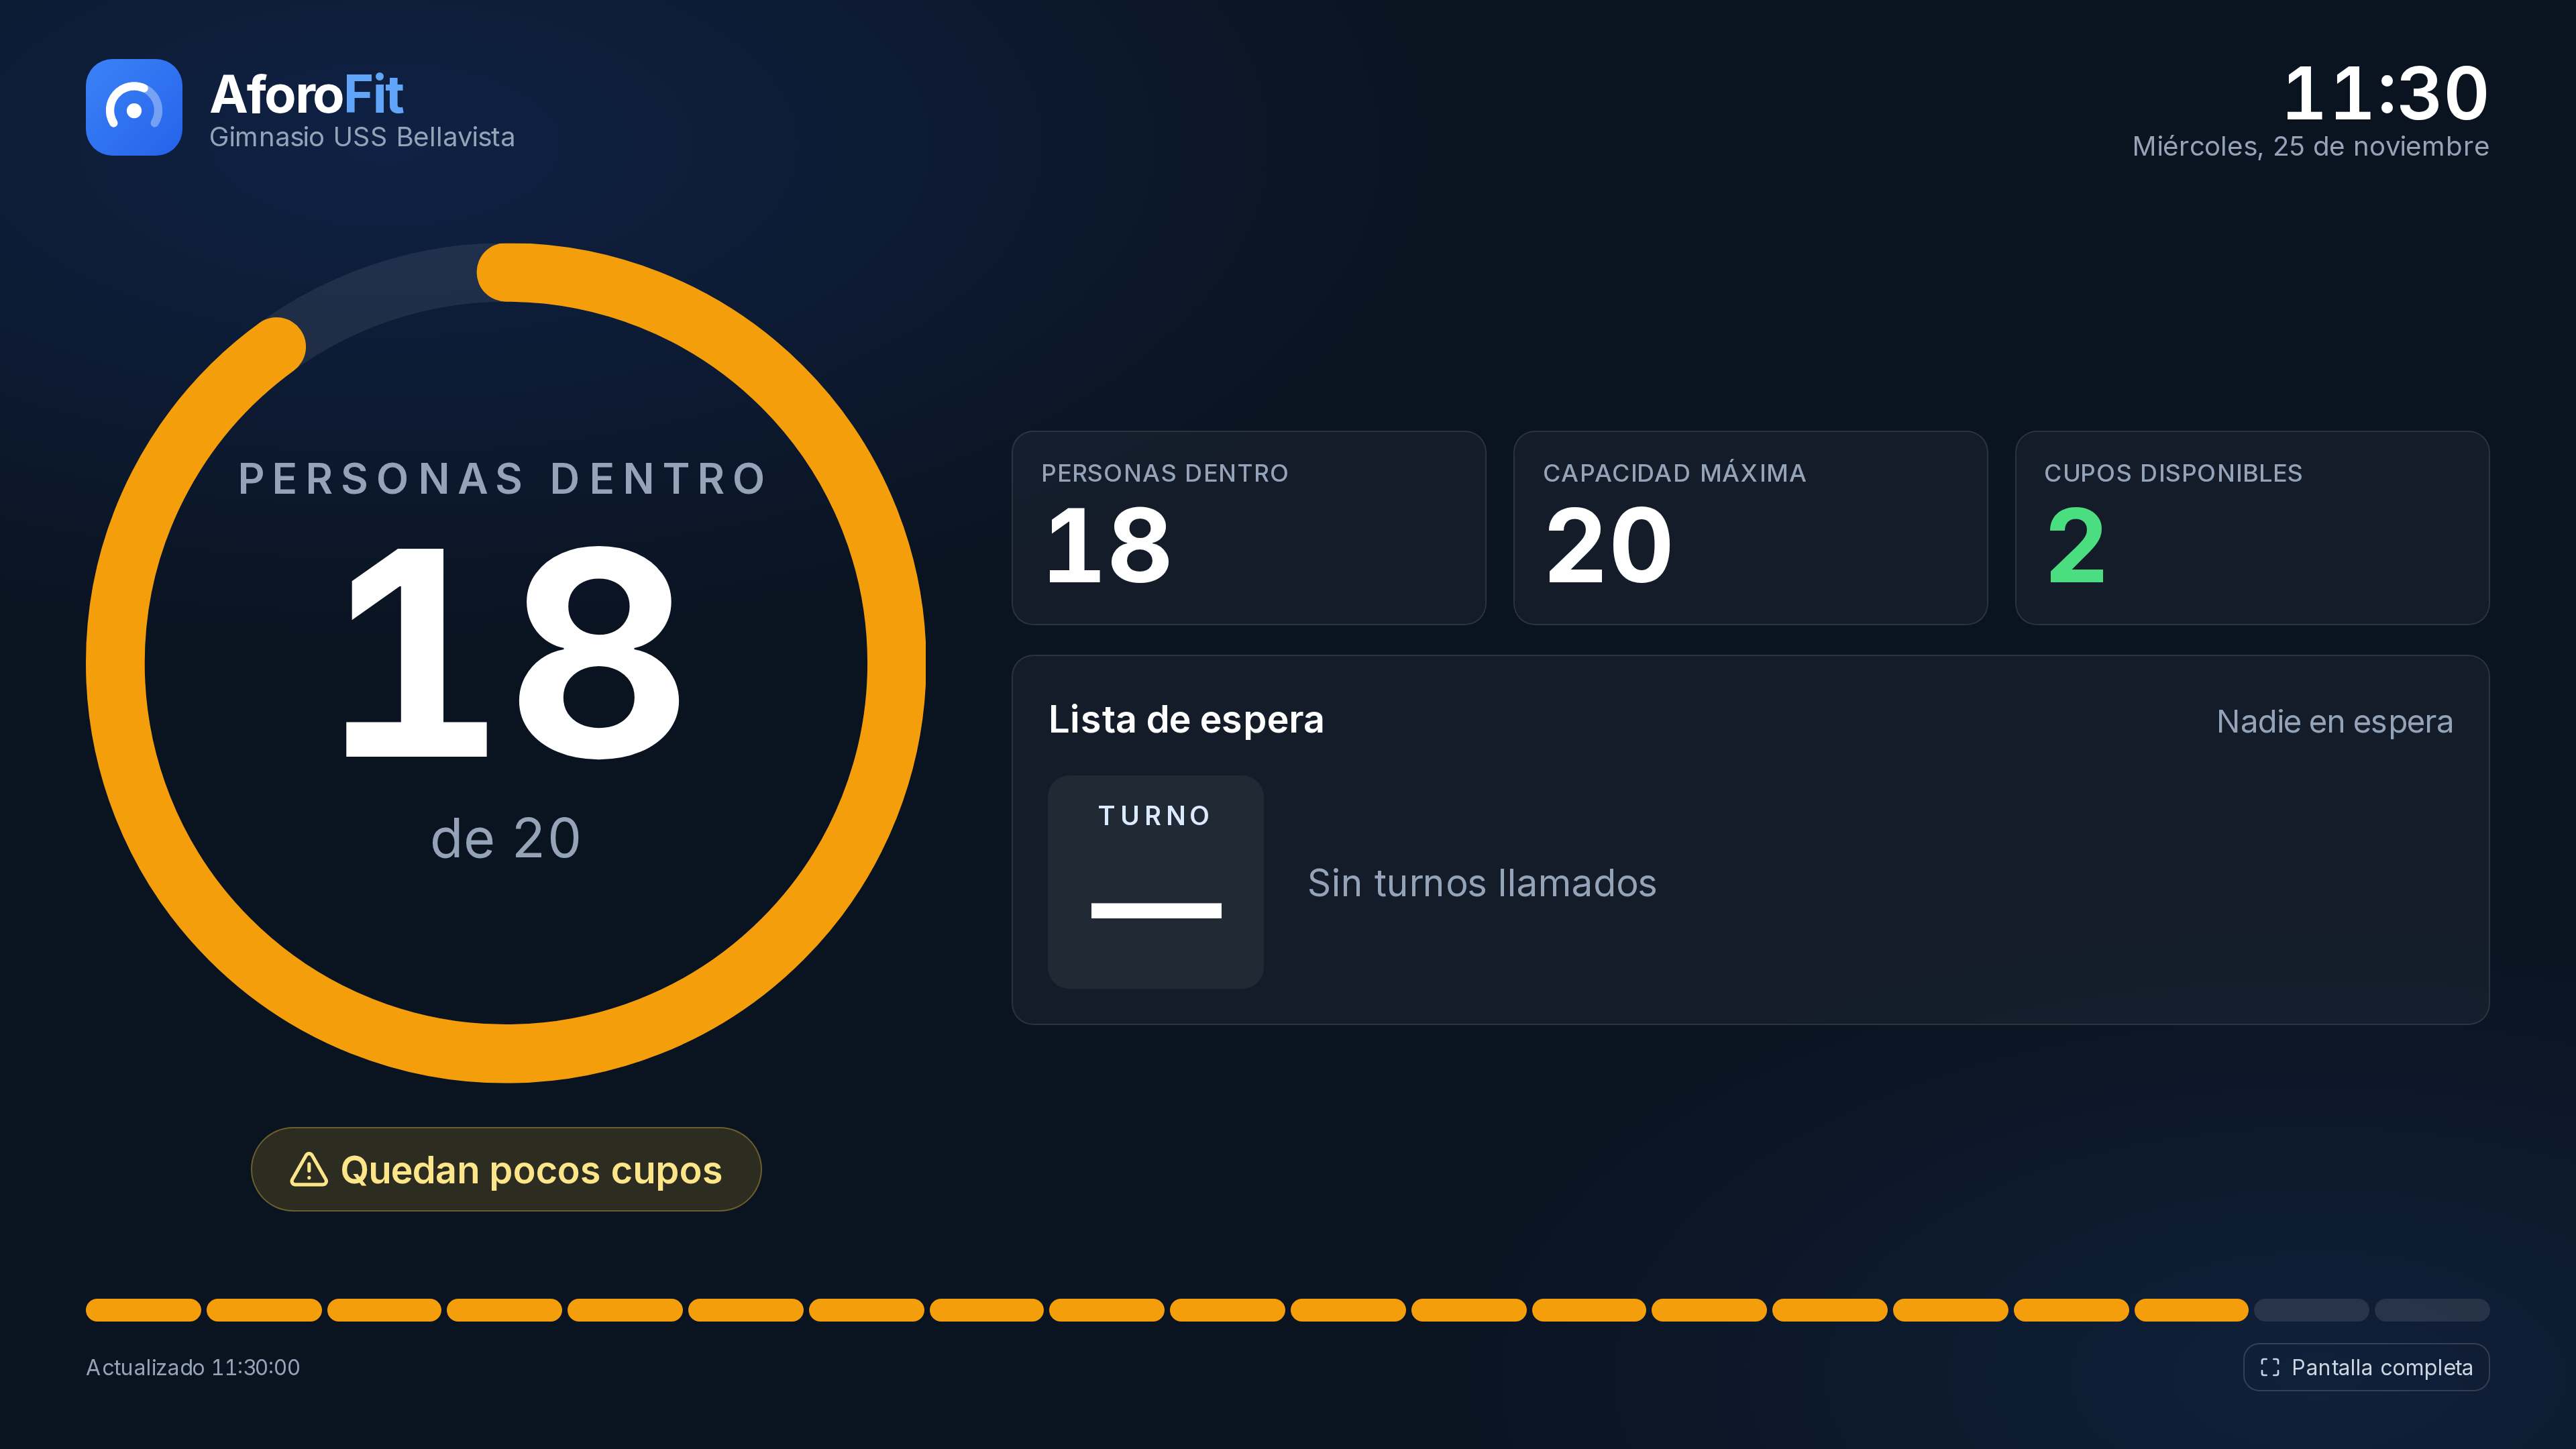 AforoFit
Gimnasio USS Bellavista
11:30
Miércoles, 25 de noviembre
PERSONAS DENTRO
18
de 20
Quedan pocos cupos
PERSONAS DENTRO
18
CAPACIDAD MÁXIMA
20
CUPOS DISPONIBLES
2
Lista de espera
Nadie en espera
TURNO
—
Sin turnos llamados
Actualizado 11:30:00
Pantalla completa